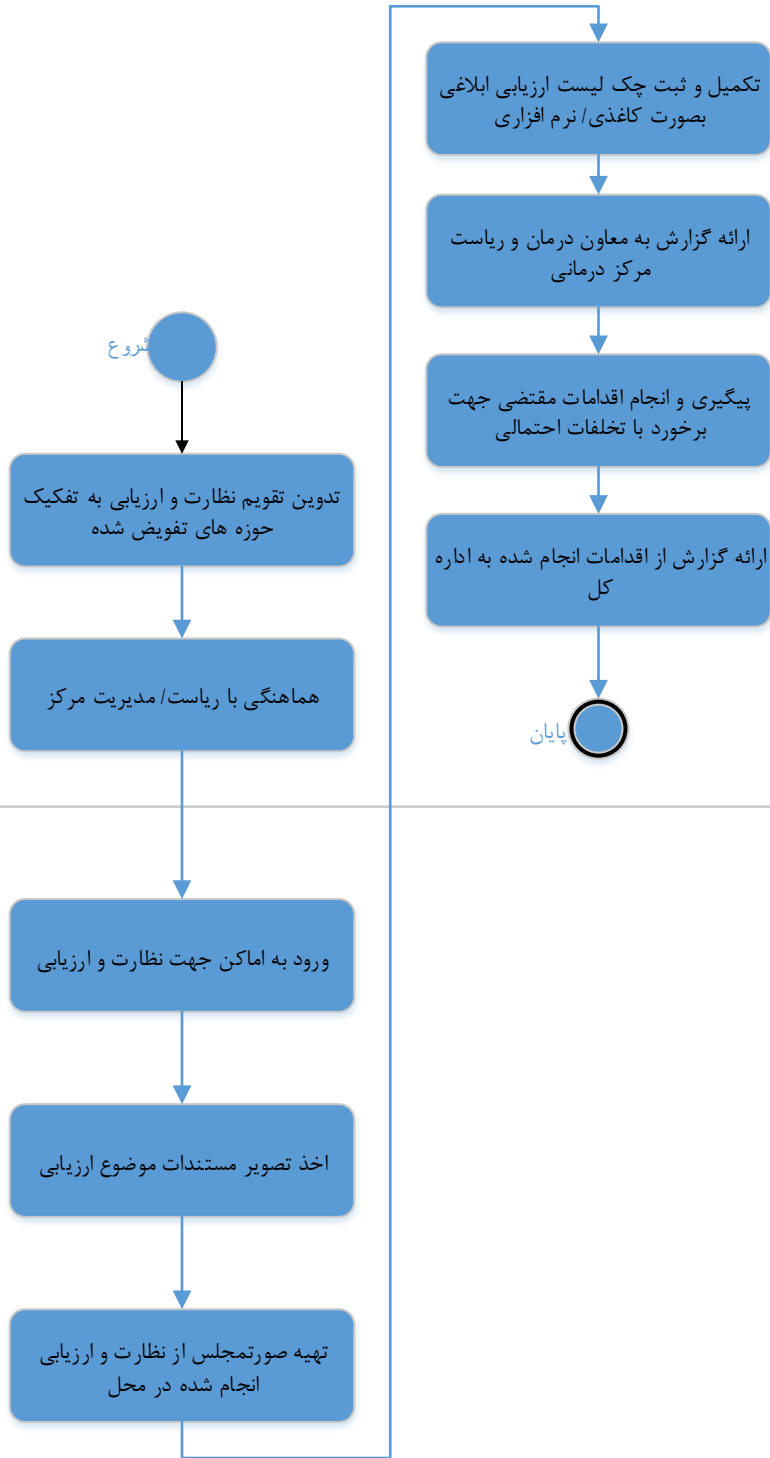 شروع
تدوین تقویم نظارت و ارزیابی به تفکیک
حوزه های تفویض شده
هماهنگی با ریاست/ مدیریت مرکز
ورود به اماکن جهت نظارت و ارزیابی
اخذ تصویر مستندات موضوع ارزیابی
تهیه صورتمجلس از نظارت و ارزیابی
انجام شده در محل
تکمیل و ثبت چک لیست ارزیابی ابلاغی
بصورت کاغذی/ نرم افزاری
ارائه گزارش به معاون درمان و ریاست
مرکز درمانی
پیگیری و انجام اقدامات مقتضی جهت
برخورد با تخلفات احتمالی
ارائه گزارش از اقدامات انجام شده به اداره
کل
پایان